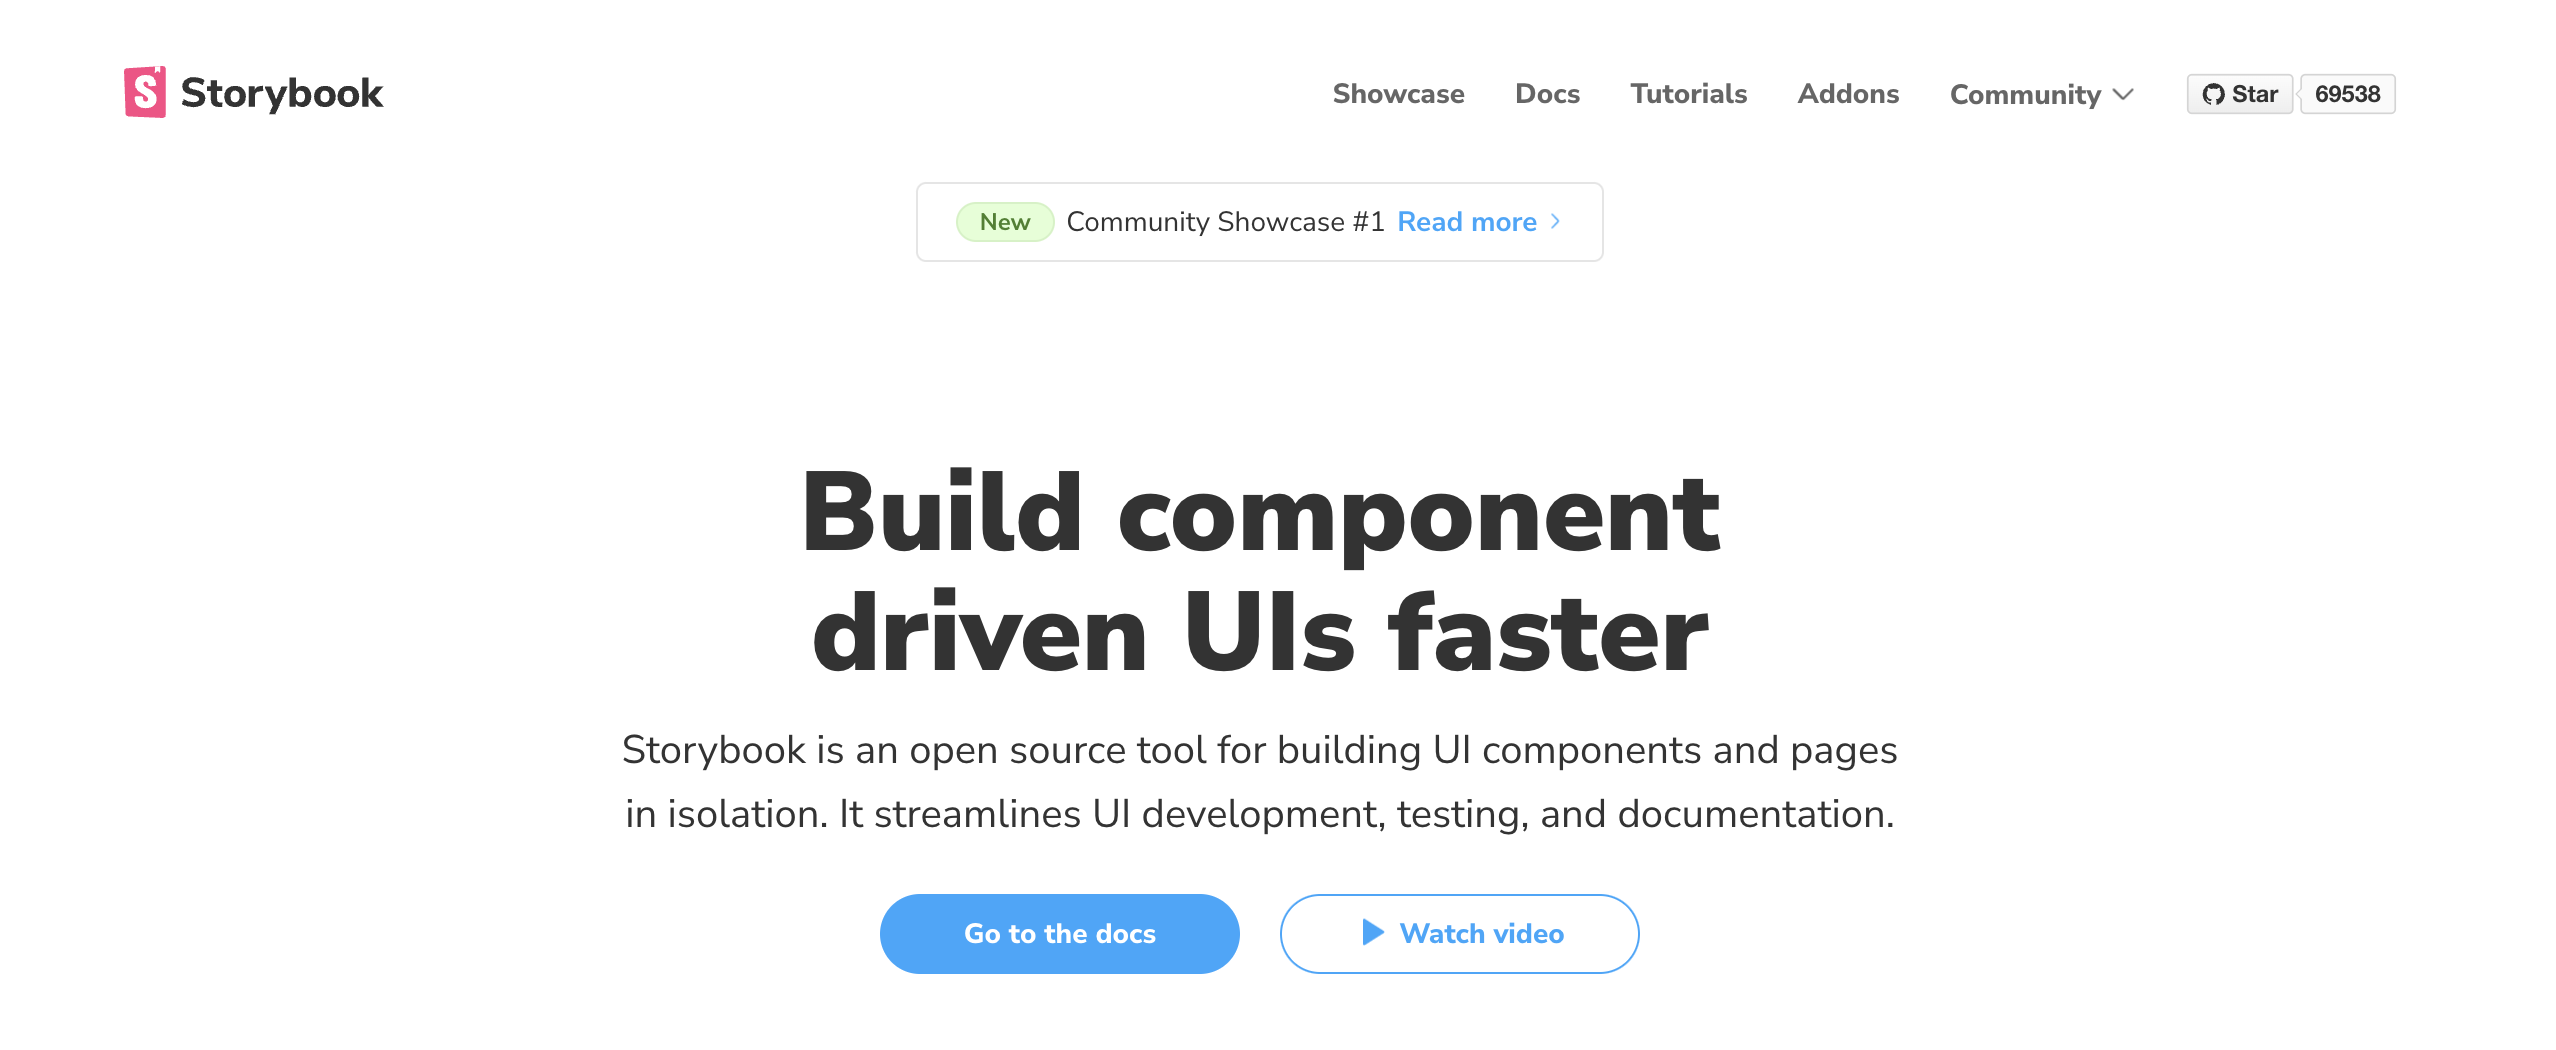 Storybook
Showcase Docs Tutorials Addons Community Star 69538
New Community Showcase #1 Read more
Build component
driven UIs faster
Storybook is an open source tool for building UI components and pages
in isolation. It streamlines UI development, testing, and documentation.
Go to the docs Watch video